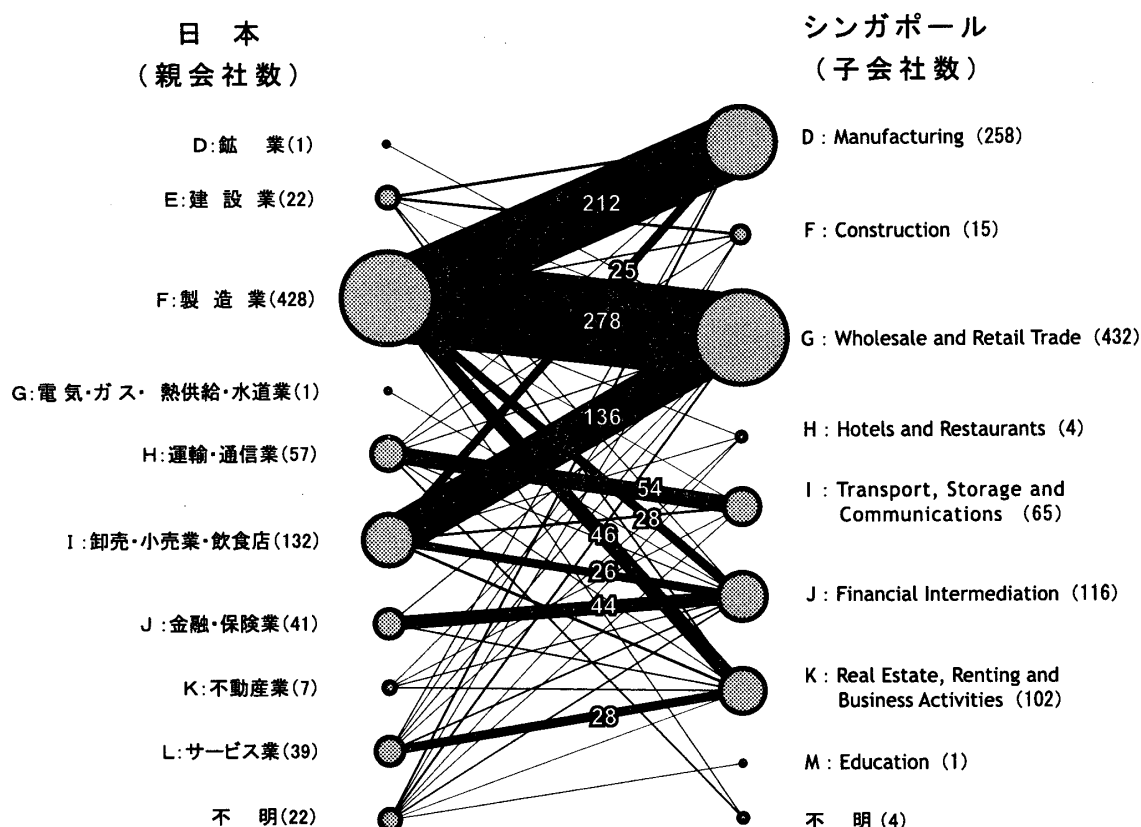 日 本
(親会社数)
D:鉱 業(1)
E:建 設 業(22)
F:製 造 業(428)
G:電気・ガス・ 熱供給・水道業(1)
H:運輸・通信業(57)
I:卸売・小売業・飲食店(132)
J:金融・保険業(41)
K:不動産業(7)
L:サービス業(39)
不 明(22)
212
25
278
136
54
28
46
26
44
28
シンガポール
(子会社数)
D : Manufacturing (258)
F : Construction (15)
G : Wholesale and Retail Trade (432)
H : Hotels and Restaurants (4)
I : Transport, Storage and
Communications (65)
J : Financial Intermediation (116)
K : Real Estate, Renting and
Business Activities (102)
M : Education (1)
不 明 (4)